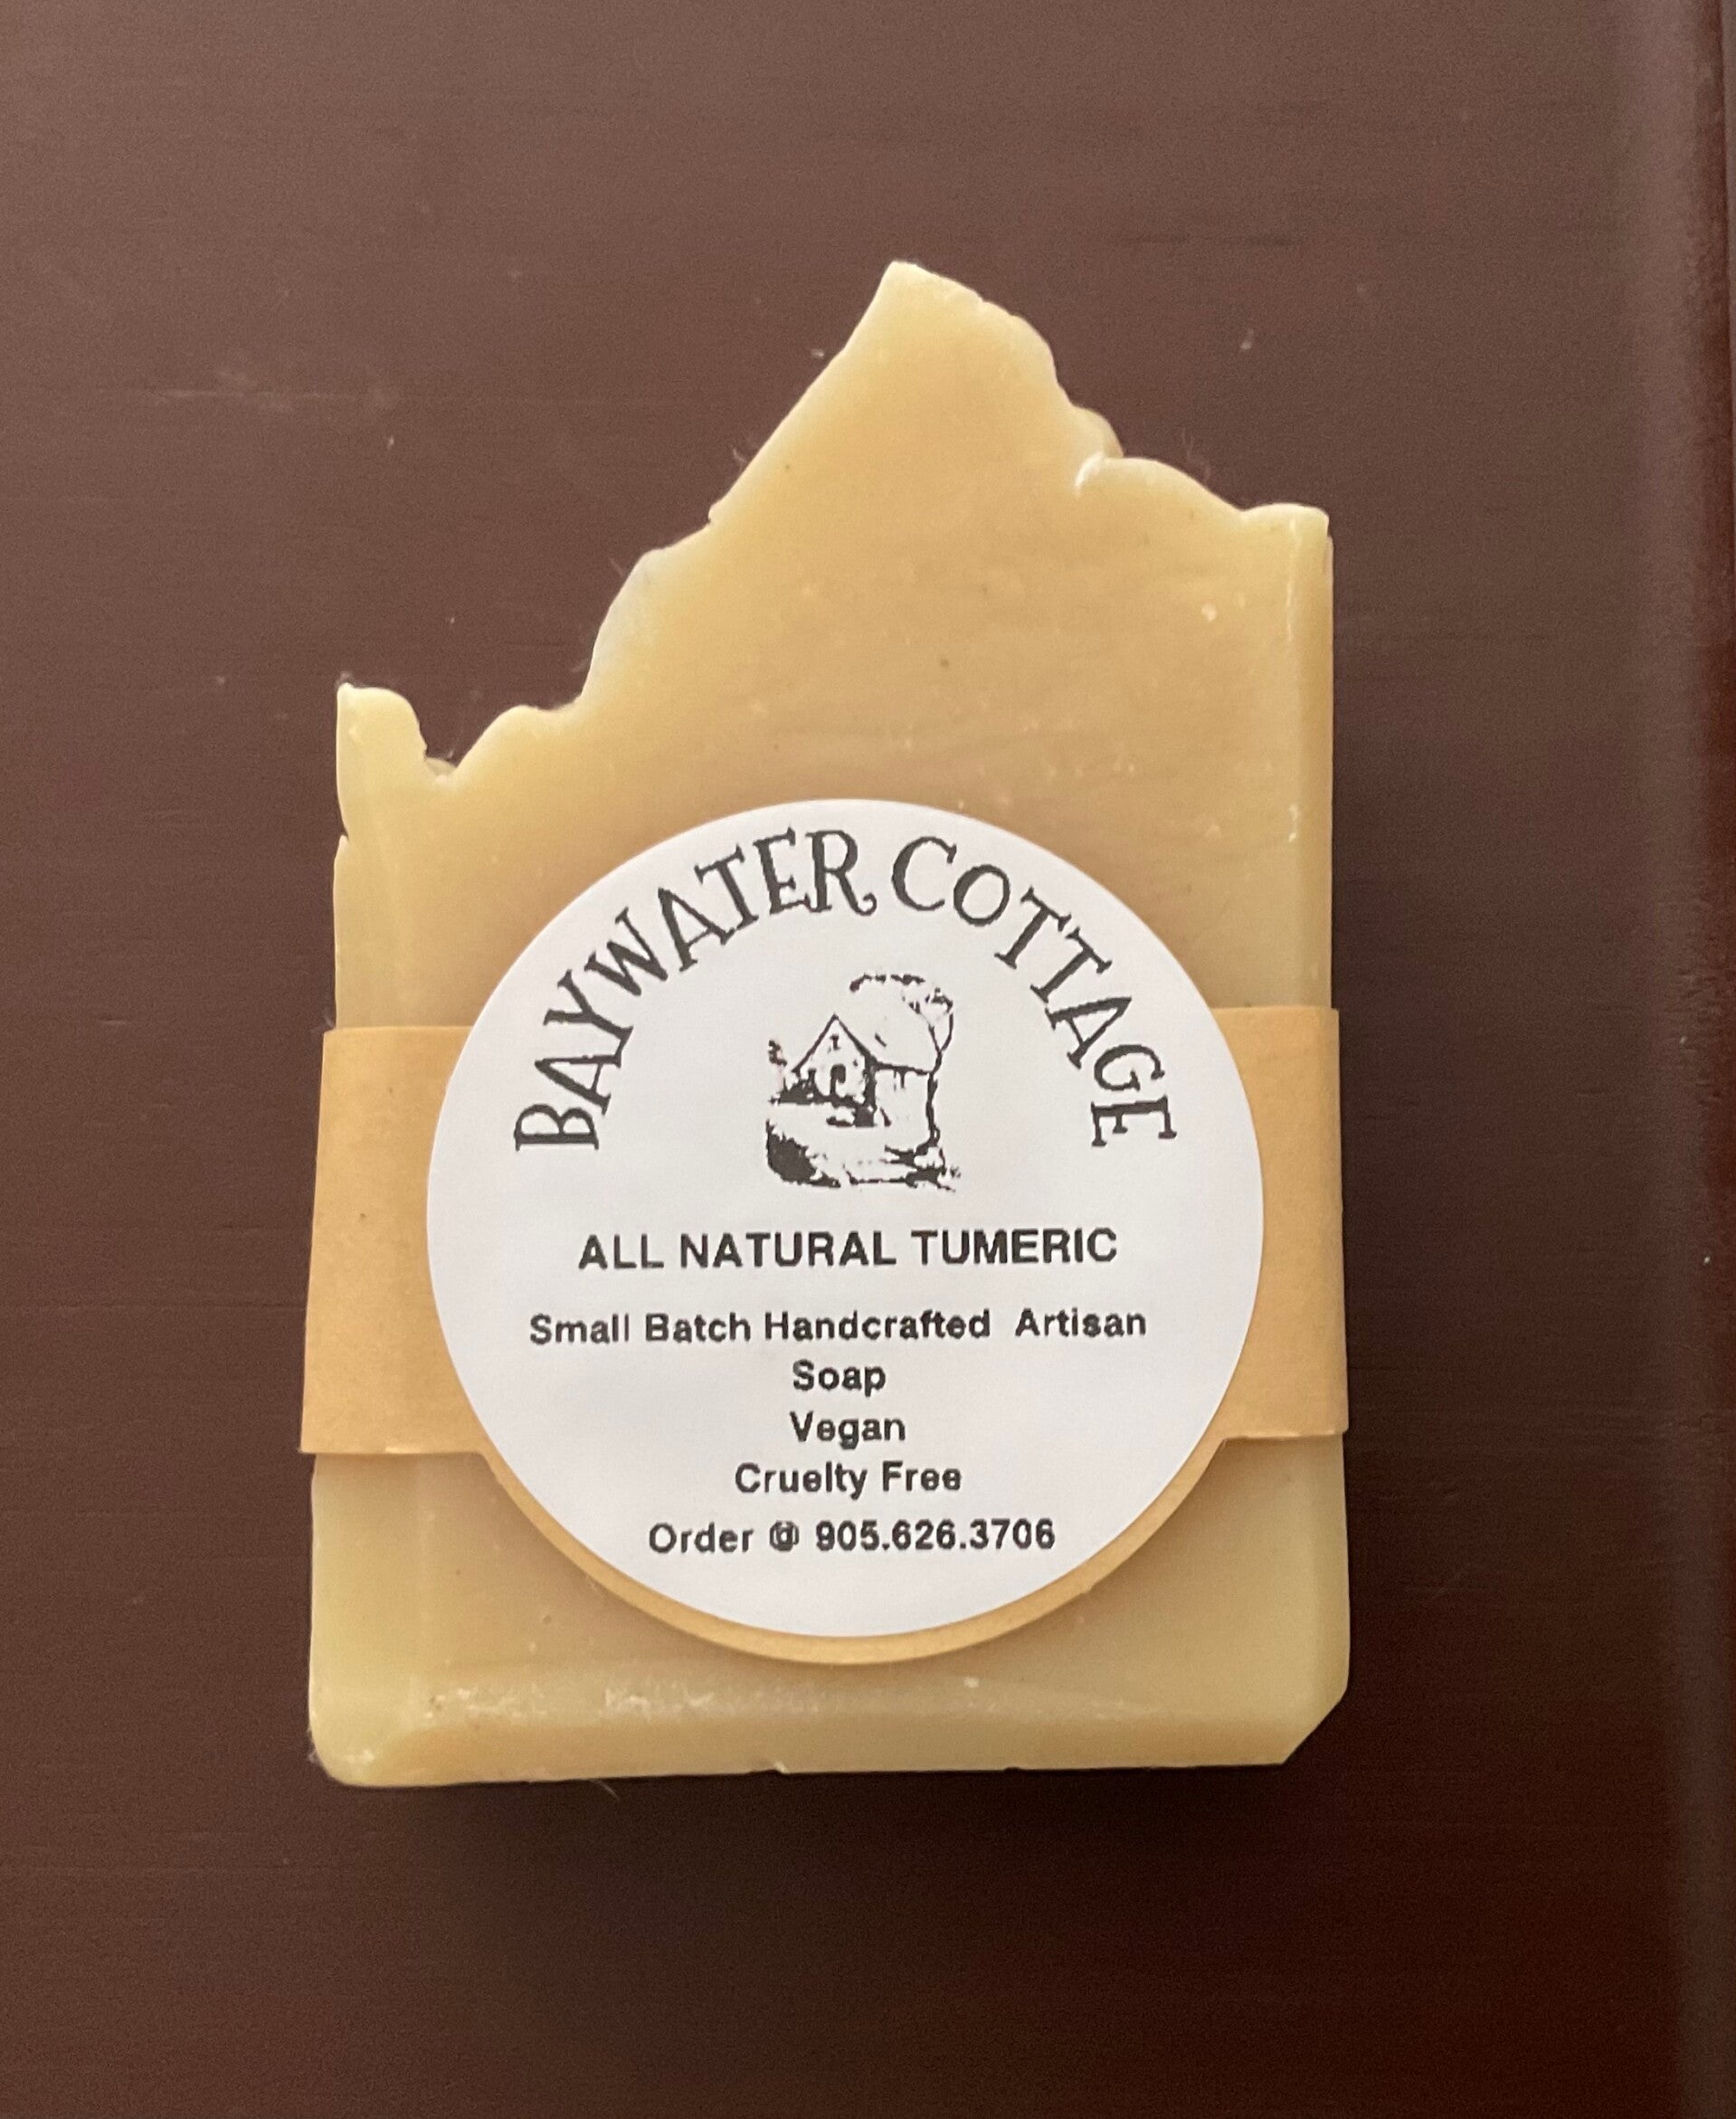 BAYWATER COTTAGE
ALL NATURAL TUMERIC
Small Batch Handcrafted Artisan
Soap
Vegan
Cruelty Free
Order @ 905.626.3706